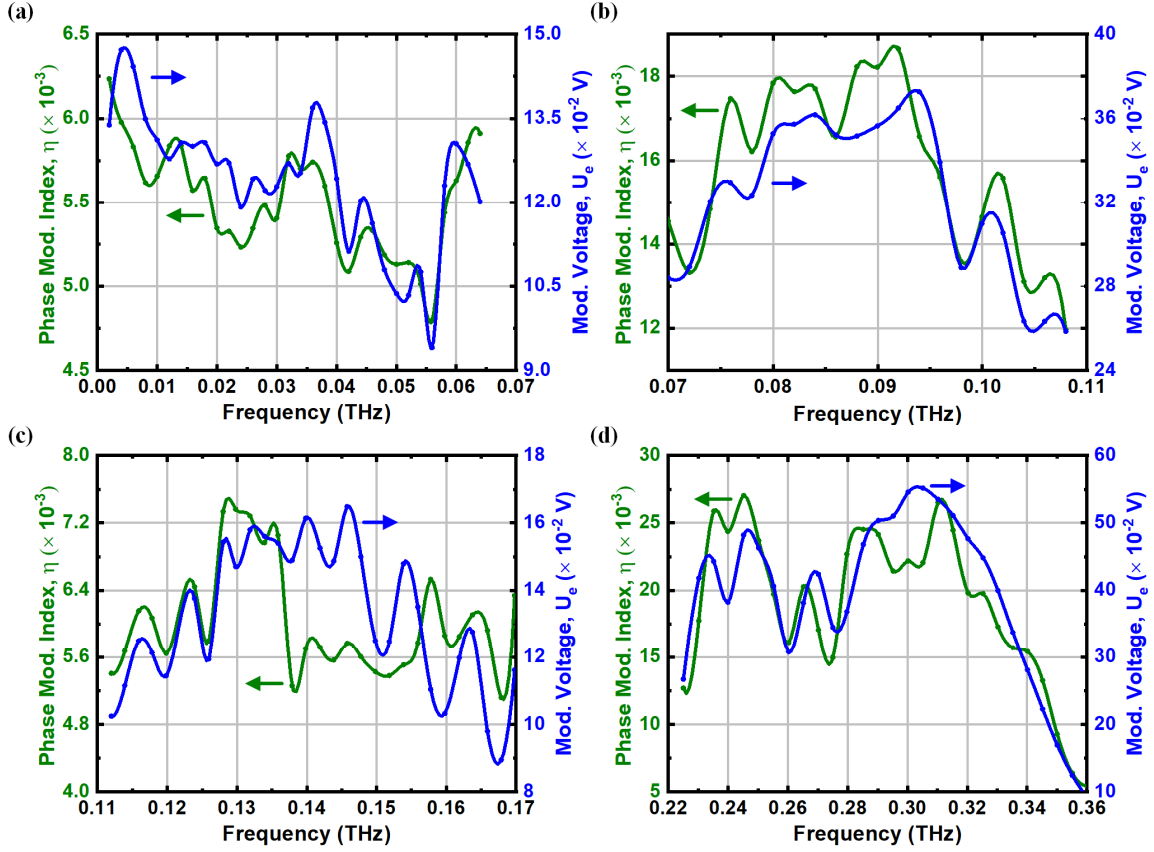 (a)
6.5
6.0
5.5
5.0
4.5
Phase Mod. Index, η (× 10⁻³)
15.0
13.5
12.0
10.5
9.0
Mod. Voltage, Uₑ (× 10⁻² V)
0.00 0.01 0.02 0.03 0.04 0.05 0.06 0.07
Frequency (THz)
(b)
18
16
14
12
Phase Mod. Index, η (× 10⁻³)
40
36
32
28
24
Mod. Voltage, Uₑ (× 10⁻² V)
0.07 0.08 0.09 0.10 0.11
Frequency (THz)
(c)
8.0
7.2
6.4
5.6
4.8
4.0
Phase Mod. Index, η (× 10⁻³)
18
16
14
12
10
8
Mod. Voltage, Uₑ (× 10⁻² V)
0.11 0.12 0.13 0.14 0.15 0.16 0.17
Frequency (THz)
(d)
30
25
20
15
10
5
Phase Mod. Index, η (× 10⁻³)
60
50
40
30
20
10
Mod. Voltage, Uₑ (× 10⁻² V)
0.22 0.24 0.26 0.28 0.30 0.32 0.34 0.36
Frequency (THz)